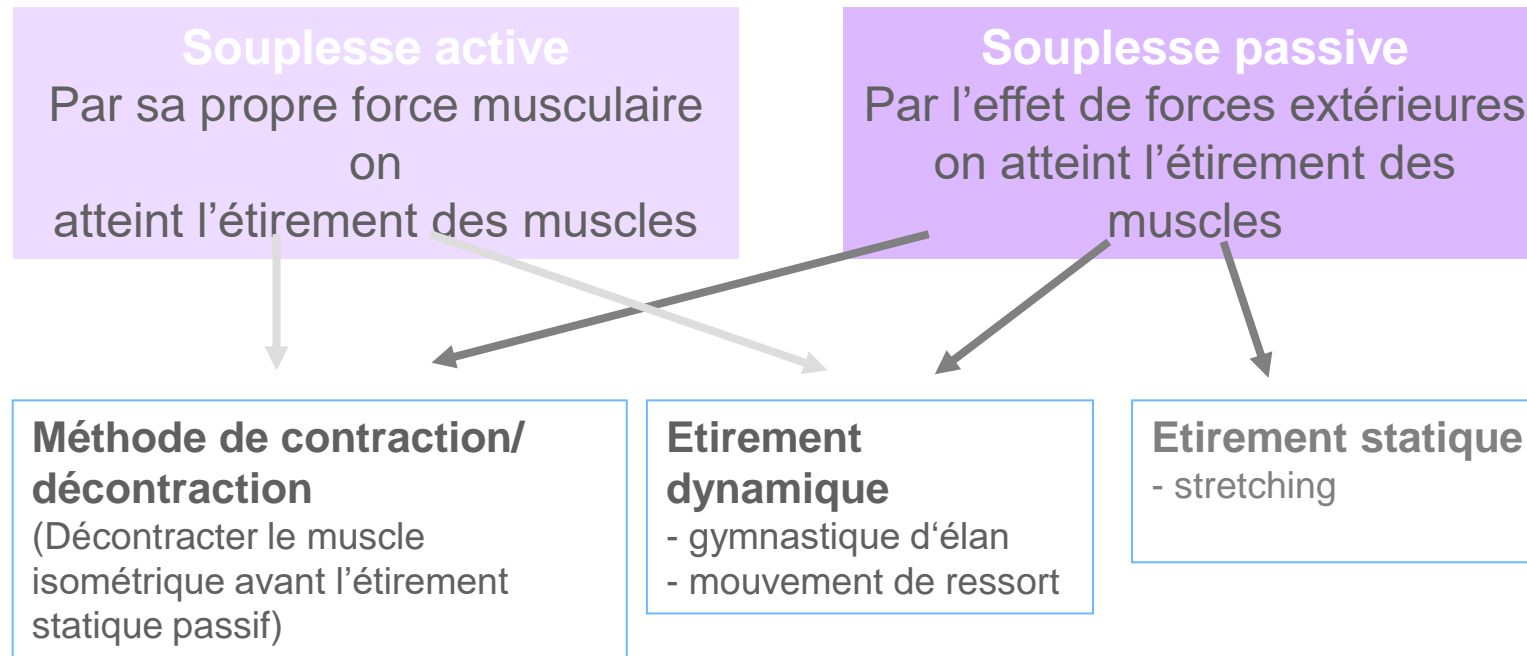 Souplesse active
Par sa propre force musculaire
on
atteint l’étirement des muscles
Souplesse passive
Par l’effet de forces extérieures
on atteint l’étirement des
muscles
Méthode de contraction/
décontraction
(Décontracter le muscle
isométrique avant l’étirement
statique passif)
Etirement
dynamique
- gymnastique d‘élan
- mouvement de ressort
Etirement statique
- stretching